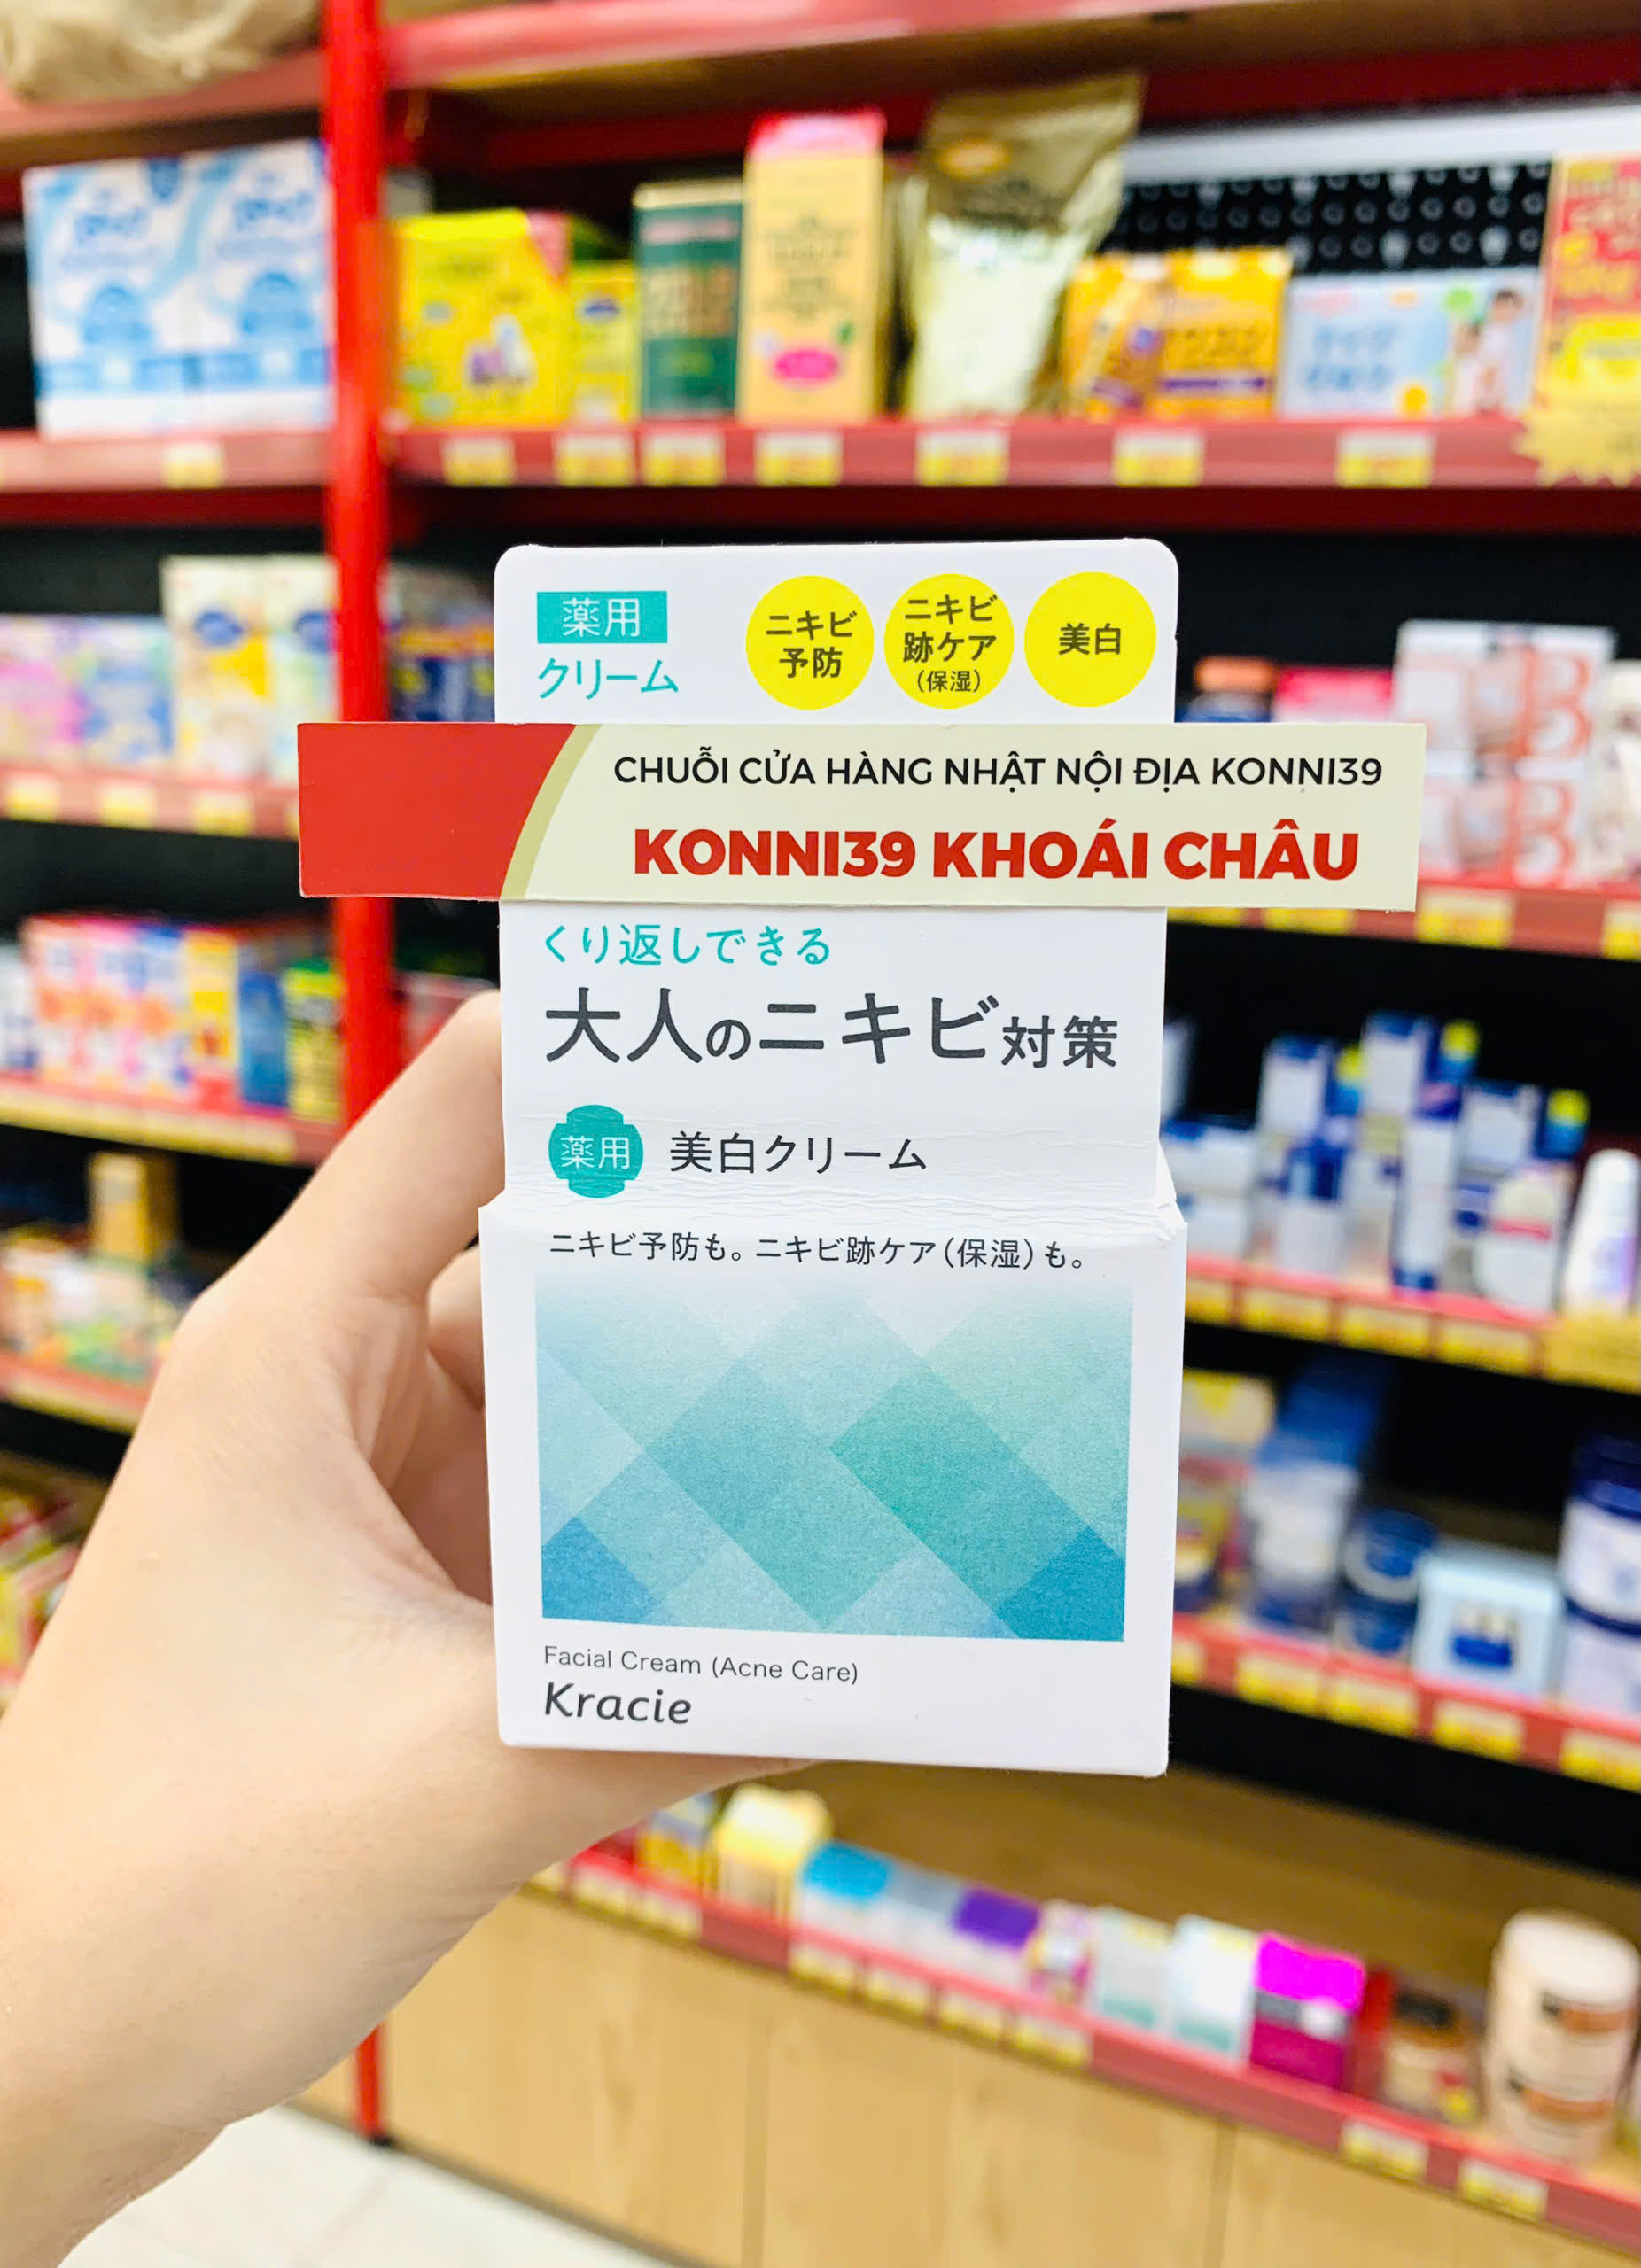 薬用
クリーム
ニキビ
予防
ニキビ
跡ケア
（保湿）
美白
CHUỖI CỬA HÀNG NHẬT NỘI ĐỊA KONNI39
KONNI39 KHOÁI CHÂU
くり返しできる
大人のニキビ対策
薬用 美白クリーム
ニキビ予防も。ニキビ跡ケア（保湿）も。
Facial Cream (Acne Care)
Kracie